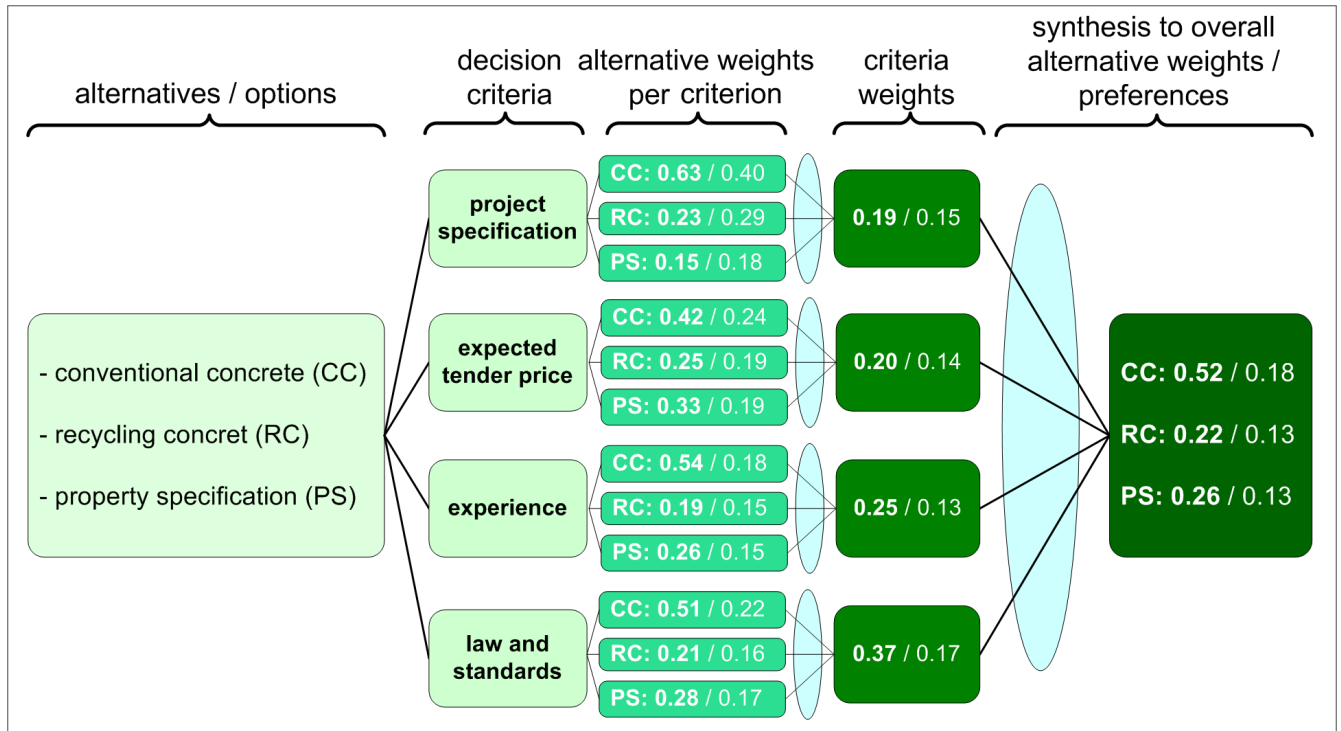 alternatives / options
decision
criteria
alternative weights
per criterion
criteria
weights
synthesis to overall
alternative weights /
preferences
- conventional concrete (CC)
- recycling concret (RC)
- property specification (PS)
project
specification
CC: 0.63 / 0.40
RC: 0.23 / 0.29
PS: 0.15 / 0.18
0.19 / 0.15
expected
tender price
CC: 0.42 / 0.24
RC: 0.25 / 0.19
PS: 0.33 / 0.19
0.20 / 0.14
experience
CC: 0.54 / 0.18
RC: 0.19 / 0.15
PS: 0.26 / 0.15
0.25 / 0.13
law and
standards
CC: 0.51 / 0.22
RC: 0.21 / 0.16
PS: 0.28 / 0.17
0.37 / 0.17
CC: 0.52 / 0.18
RC: 0.22 / 0.13
PS: 0.26 / 0.13